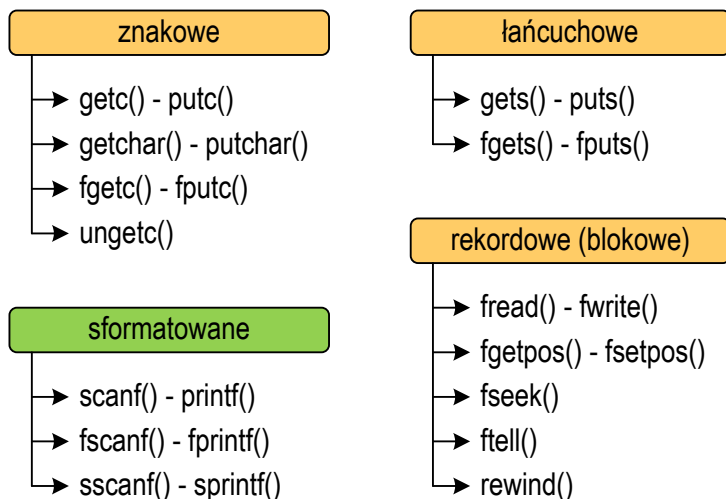 znakowe
getc() - putc()
getchar() - putchar()
fgetc() - fputc()
ungetc()
sformatowane
scanf() - printf()
fscanf() - fprintf()
sscanf() - sprintf()
łańcuchowe
gets() - puts()
fgets() - fputs()
rekordowe (blokowe)
fread() - fwrite()
fgetpos() - fsetpos()
fseek()
ftell()
rewind()